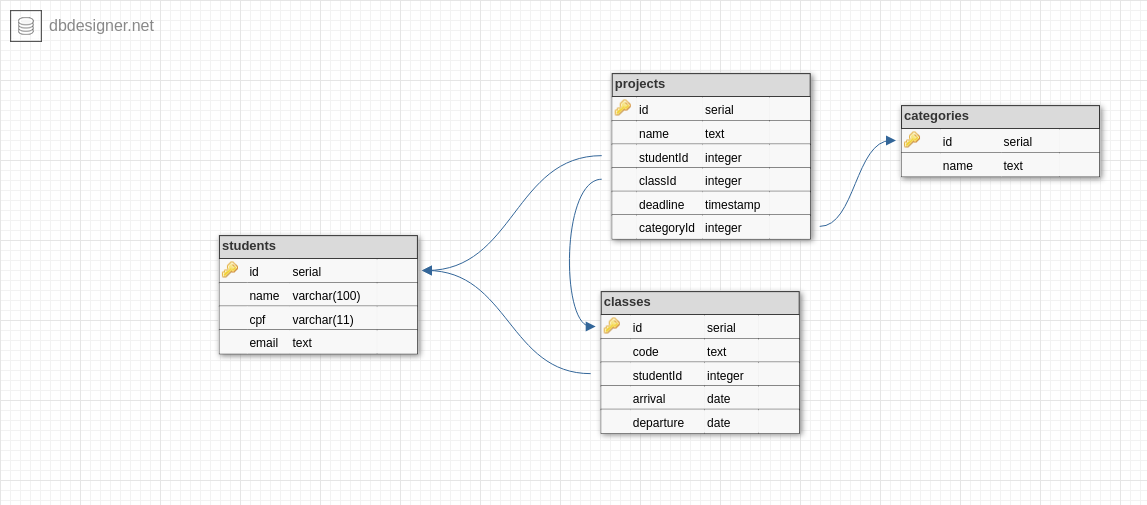 dbdesigner.net
projects
id serial
name text
studentId integer
classId integer
deadline timestamp
categoryId integer
categories
id serial
name text
students
id serial
name varchar(100)
cpf varchar(11)
email text
classes
id serial
code text
studentId integer
arrival date
departure date